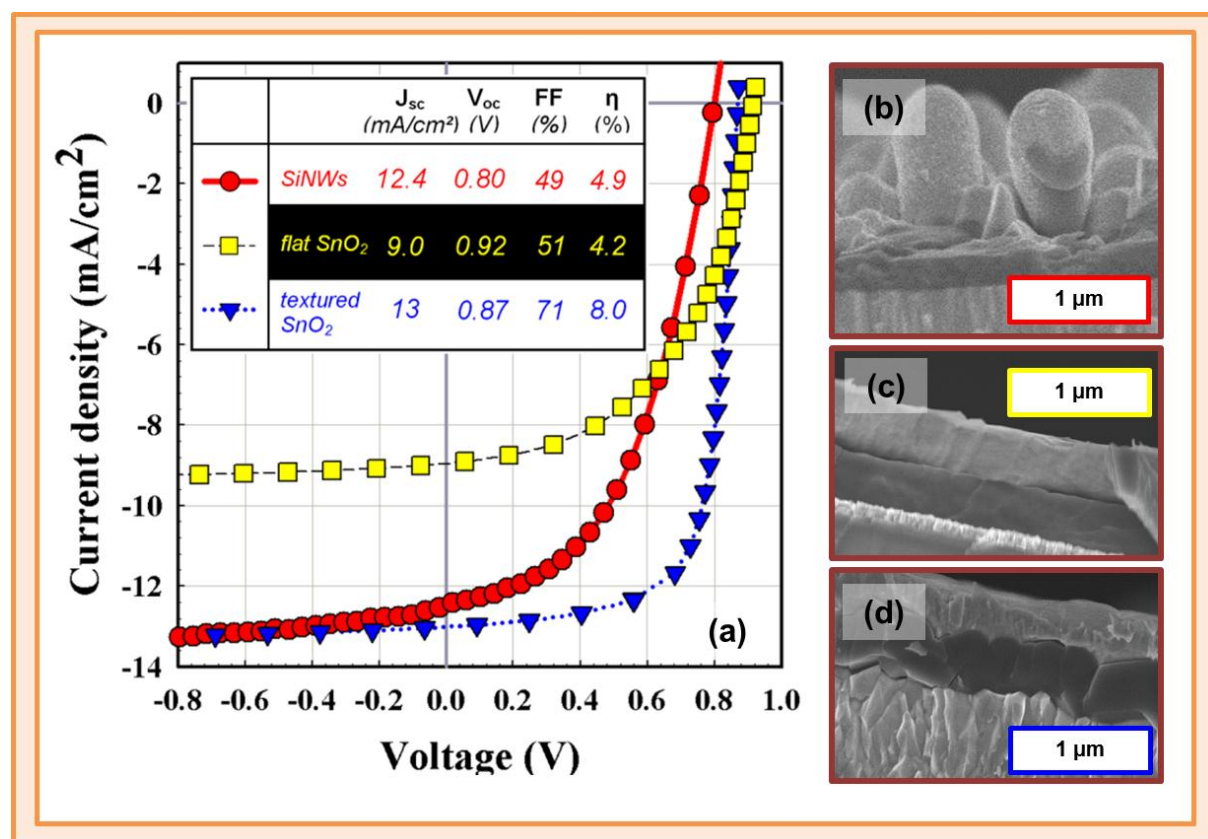 J_sc V_oc FF η
(mA/cm²) (V) (%) (%)
SiNWs 12.4 0.80 49 4.9
flat SnO₂ 9.0 0.92 51 4.2
textured
SnO₂ 13 0.87 71 8.0
Current density (mA/cm²)
0
-2
-4
-6
-8
-9
-12
-14
-0.8 -0.6 -0.4 -0.2 0.0 0.2 0.4 0.6 0.8 1.0
Voltage (V)
(a)
(b)
1 µm
(c)
1 µm
(d)
1 µm